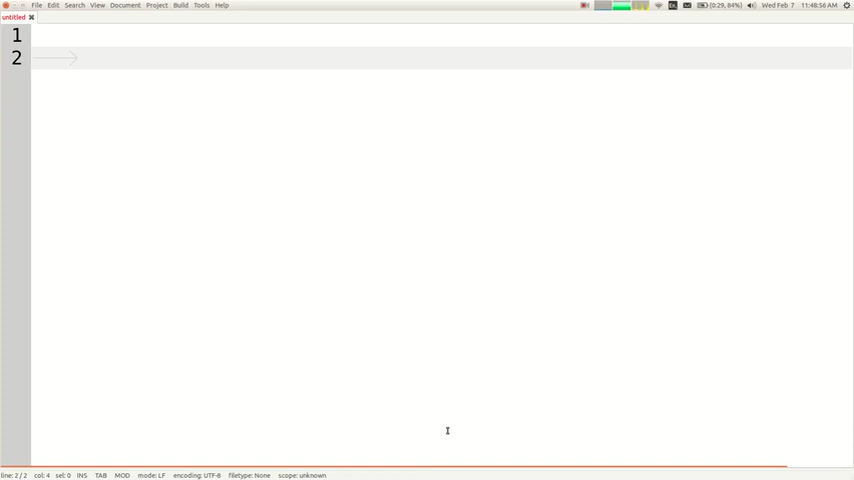 File Edit Search View Document Project Build Tools Help (0:29, 84%) Wed Feb 7 11:48:56 AM
untitled
1
2
line: 2 / 2 col: 4 sel: 0 INS TAB MOD mode: LF encoding: UTF-8 filetype: None scope: unknown